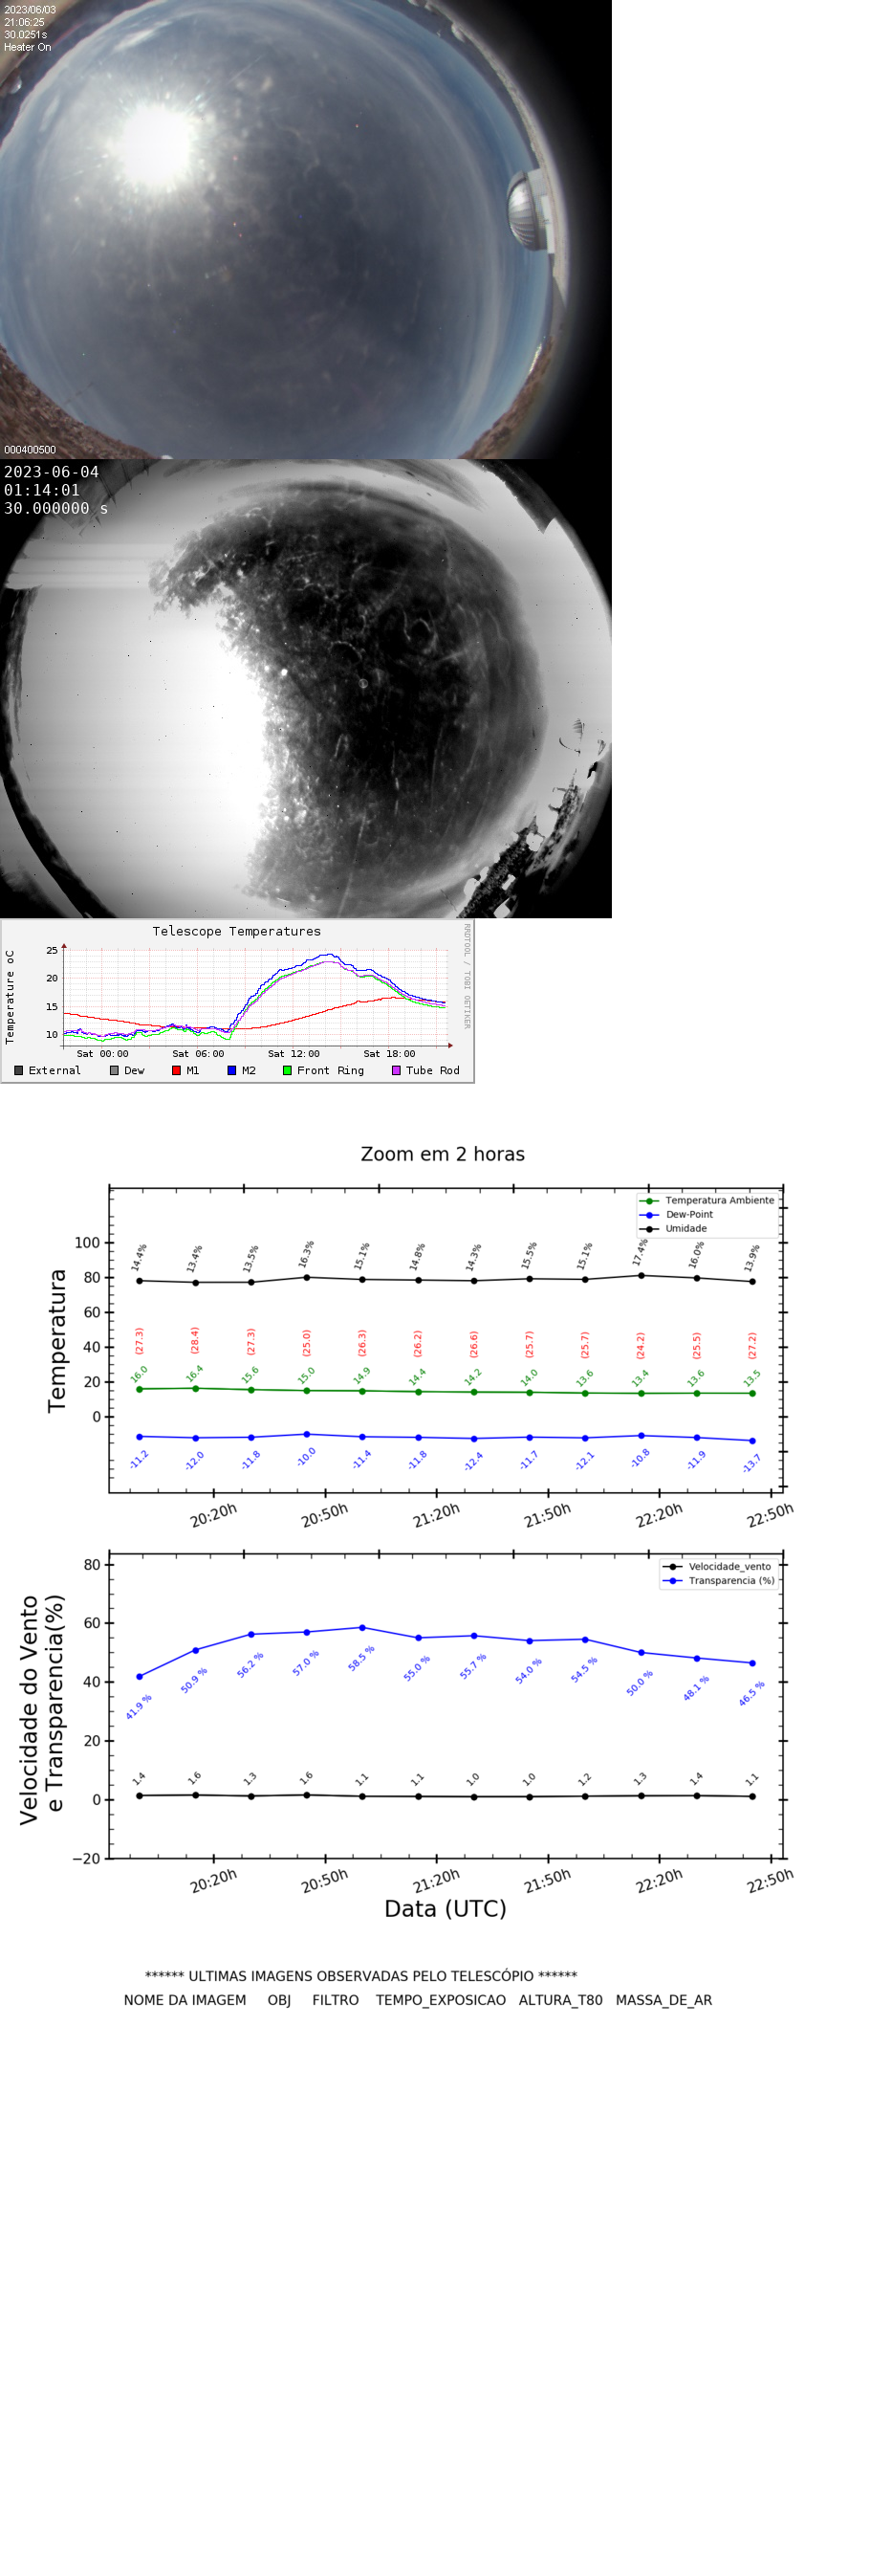 2023/06/03
21:06:25
30.0251s
Heater On
000400500
2023-06-04
01:14:01
30.000000 s
Telescope Temperatures
Temperature oC
25
20
15
10
Sat 00:00 Sat 06:00 Sat 12:00 Sat 18:00
External Dew M1 M2 Front Ring Tube Rod
RRDTOOL / TOBI OETIKER
Zoom em 2 horas
Temperatura
Temperatura Ambiente
Dew-Point
Umidade
100
80
60
40
20
0
14.4% 13.4% 13.5% 16.3% 15.1% 14.8% 14.3% 15.5% 15.1% 17.4% 16.0% 13.9%
(27.3) (28.4) (27.3) (25.0) (26.3) (26.2) (26.6) (25.7) (25.7) (24.2) (25.5) (27.2)
16.0 16.4 15.6 15.0 14.9 14.4 14.2 14.0 13.6 13.4 13.6 13.5
-11.2 -12.0 -11.8 -10.0 -11.4 -11.8 -12.4 -11.7 -12.1 -10.8 -11.9 -13.7
20:20h 20:50h 21:20h 21:50h 22:20h 22:50h
Velocidade do Vento
e Transparencia(%)
Velocidade_vento
Transparencia (%)
80
60
40
20
0
−20
41.9 % 50.9 % 56.2 % 57.0 % 58.5 % 55.0 % 55.7 % 54.0 % 54.5 % 50.0 % 48.1 % 46.5 %
1.4 1.6 1.3 1.6 1.1 1.1 1.0 1.0 1.2 1.3 1.4 1.1
20:20h 20:50h 21:20h 21:50h 22:20h 22:50h
Data (UTC)
****** ULTIMAS IMAGENS OBSERVADAS PELO TELESCÓPIO ******
NOME DA IMAGEM OBJ FILTRO TEMPO_EXPOSICAO ALTURA_T80 MASSA_DE_AR